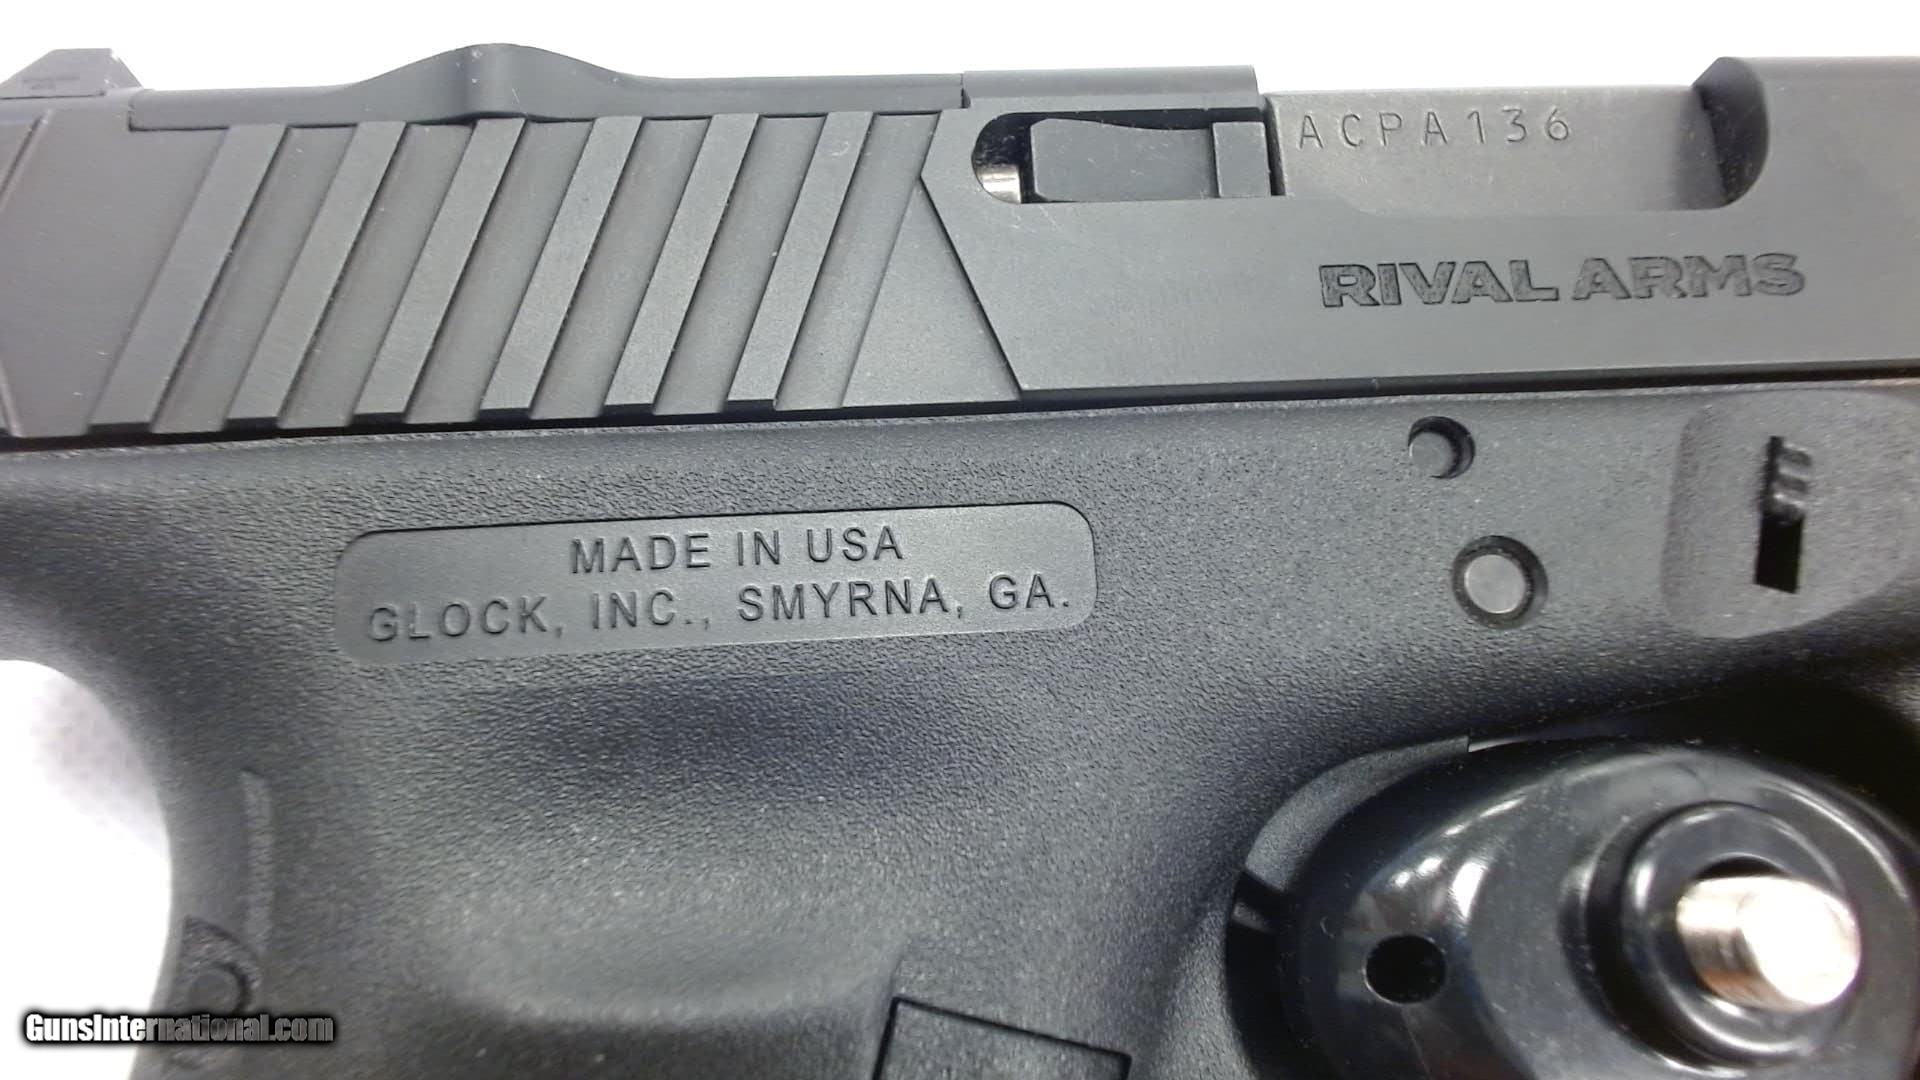 ACPA136
RIVAL ARMS
MADE IN USA
GLOCK, INC., SMYRNA, GA.
GunsInternational.com